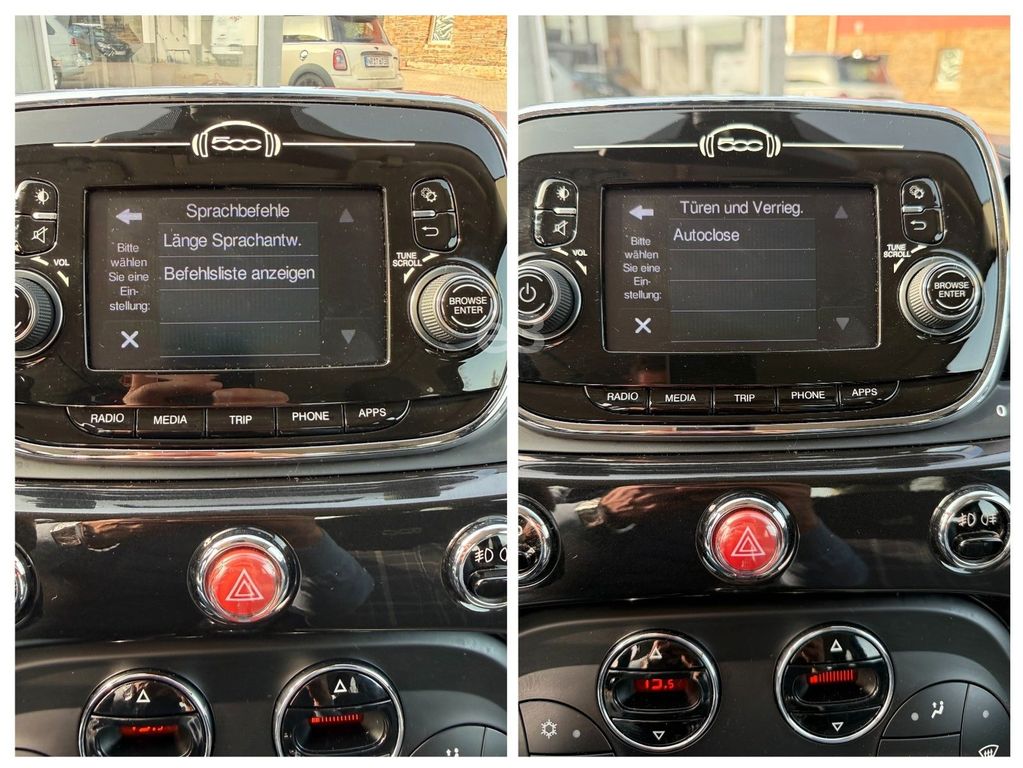 500
Sprachbefehle
Länge Sprachantw.
Befehlsliste anzeigen
Bitte
wählen
Sie eine
Ein-
stellung:
VOL
TUNE
SCROLL
BROWSE
ENTER
RADIO
MEDIA
TRIP
PHONE
APPS
500
Türen und Verrieg.
Autoclose
Bitte
wählen
Sie eine
Ein-
stellung:
VOL
TUNE
SCROLL
BROWSE
ENTER
RADIO
MEDIA
TRIP
PHONE
APPS